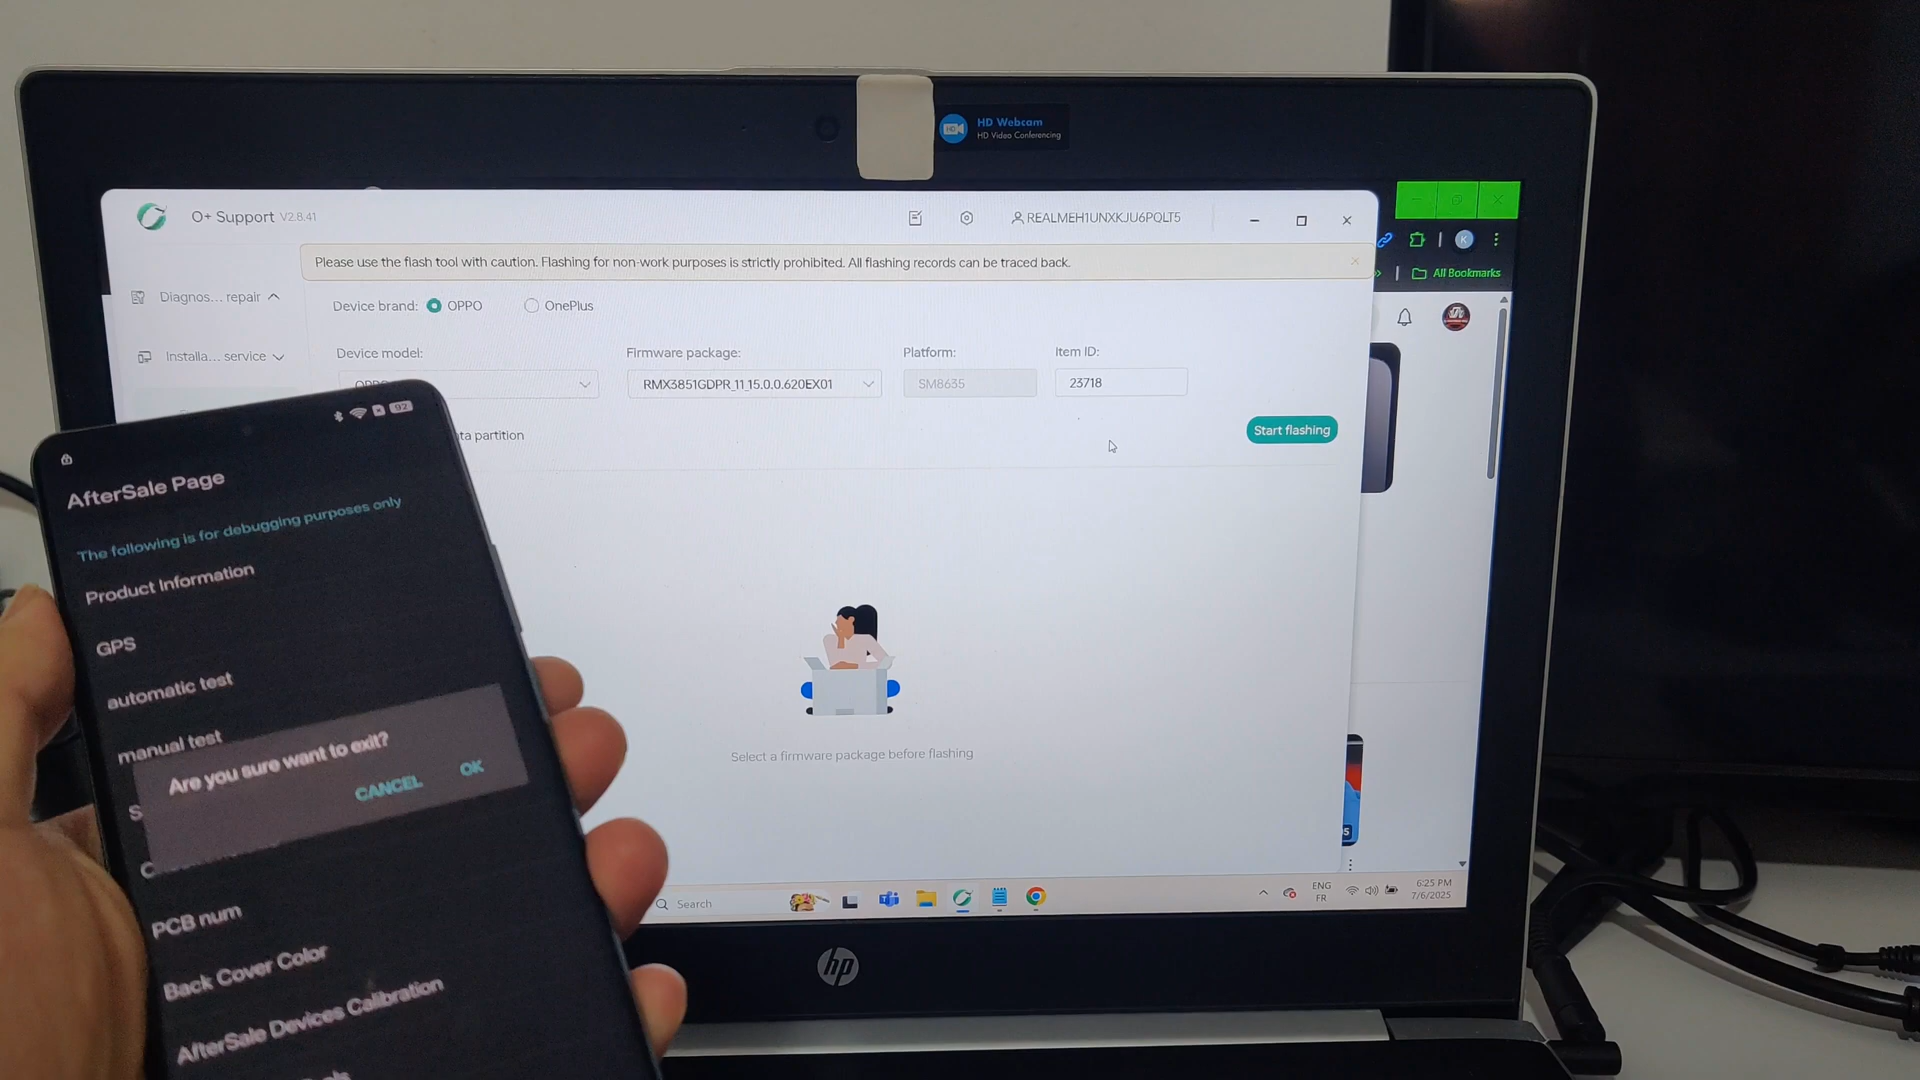 HD Webcam
HD
HD Video Conferencing
O+ Support V2.8.41
REALMEH1UNXKJU6PQLT5
Please use the flash tool with caution. Flashing for non-work purposes is strictly prohibited. All flashing records can be traced back.
Diagnos... repair
Installa... service
Device brand: OPPO OnePlus
Device model:
Firmware package:
Platform:
Item ID:
RMX3851GDPR_11_15.0.0.620EX01
SM8635
23718
ta partition
Start flashing
Select a firmware package before flashing
K
All Bookmarks
Search
ENG
FR
6:25 PM
7/6/2025
hp
92
AfterSale Page
The following is for debugging purposes only
Product Information
GPS
automatic test
manual test
Are you sure want to exit?
CANCEL
OK
PCB num
Back Cover Color
AfterSale Devices Calibration